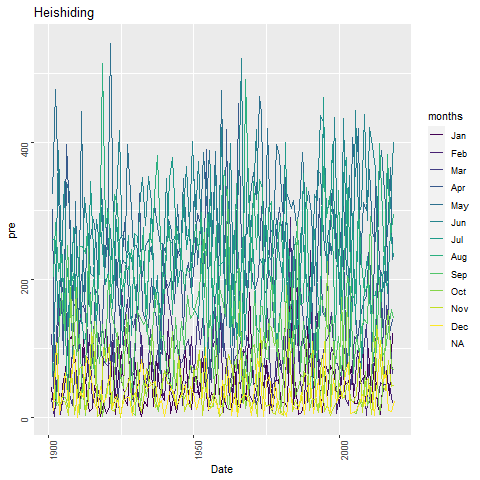 Heishiding
pre
400
200
0
1900
1950
2000
Date
months
Jan
Feb
Mar
Apr
May
Jun
Jul
Aug
Sep
Oct
Nov
Dec
NA